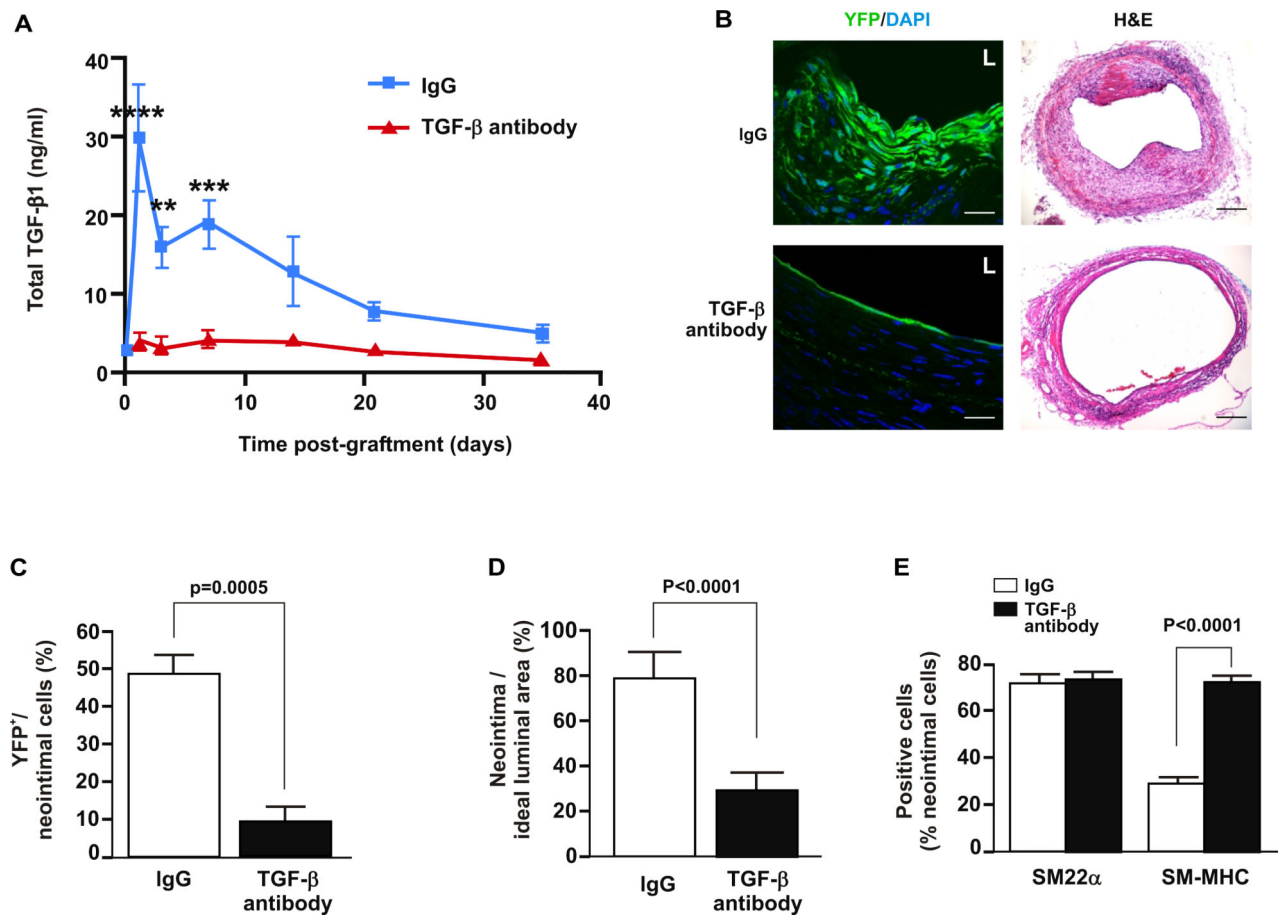 A
Total TGF-β1 (ng/ml)
40
30
20
10
0
****
**
***
IgG
TGF-β antibody
0
10
20
30
40
Time post-graftment (days)
B
YFP/DAPI
H&E
IgG
L
TGF-β
antibody
L
C
p=0.0005
YFP⁺/
neointimal cells (%)
60
50
40
30
20
10
0
IgG
TGF-β
antibody
D
P<0.0001
Neointima /
ideal luminal area (%)
100
80
60
40
20
0
IgG
TGF-β
antibody
E
IgG
TGF-β
antibody
P<0.0001
Positive cells
(% neointimal cells)
80
60
40
20
0
SM22α
SM-MHC